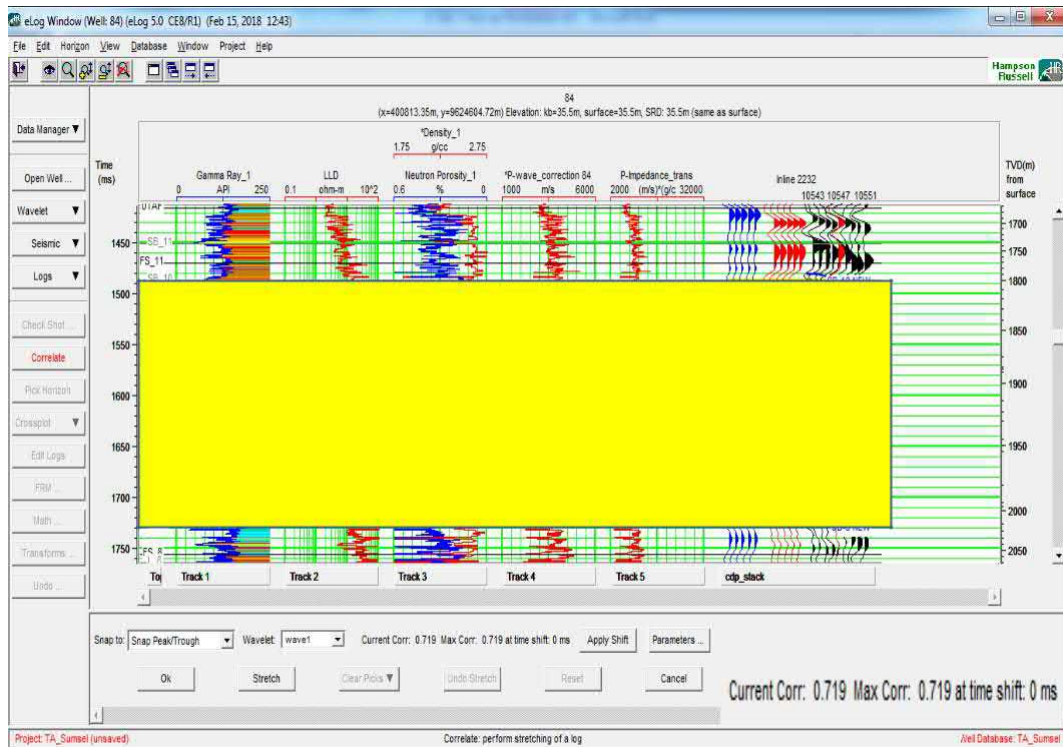 eLog Window (Well: 84) (eLog 5.0 CE8/R1) (Feb 15, 2018 12:43)
File Edit Horizon View Database Window Project Help
Hampson
Russell
84
(x=400813.35m, y=9624604.72m) Elevation: kb=35.5m, surface=35.5m, SRD: 35.5m (same as surface)
Data Manager
Open Well ...
Wavelet
Seismic
Logs
Check Shot ...
Correlate
Pick Horizon
Crossplot
Edit Logs
FRM ...
Math ...
Transforms ...
Undo ...
Time
(ms)
*Density_1
1.75 g/cc 2.75
Gamma Ray_1
0 API 250
LLD
0.1 ohm-m 10^2
Neutron Porosity_1
0.6 % 0
*P-wave_correction 84
1000 m/s 6000
P-Impedance_trans
2000 (m/s)*(g/c 32000
Inline 2232
10543 10547 10551
TVD(m)
from
surface
1700
1450 SB_11 1750
FS_11
SB_10
1500 1800
1550 1850
1600 1900
1650 1950
1700 2000
1750 2050
FS_8
Track 1 Track 2 Track 3 Track 4 Track 5 cdp_stack
Snap to: Snap Peak/Trough Wavelet: wave1 Current Corr: 0.719 Max Corr: 0.719 at time shift: 0 ms Apply Shift Parameters ...
Ok Stretch Clear Picks Undo Stretch Reset Cancel
Current Corr: 0.719 Max Corr: 0.719 at time shift: 0 ms
Project: TA_Sumsel (unsaved) Correlate: perform stretching of a log Well Database: TA_Sumsel